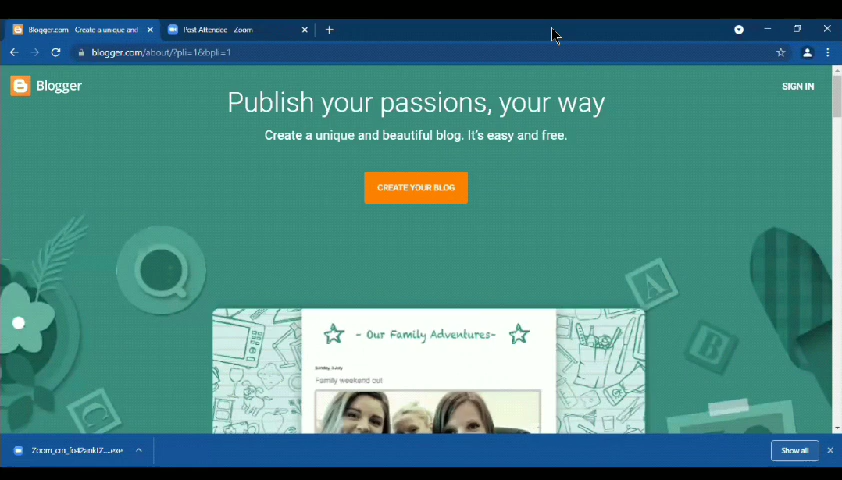 Blogger.com - Create a unique and
Post Attendee - Zoom
blogger.com/about/?pli=1&bpli=1
Blogger
SIGN IN
Publish your passions, your way
Create a unique and beautiful blog. It's easy and free.
CREATE YOUR BLOG
A
B
C
- Our Family Adventures-
Family weekend out
Show all